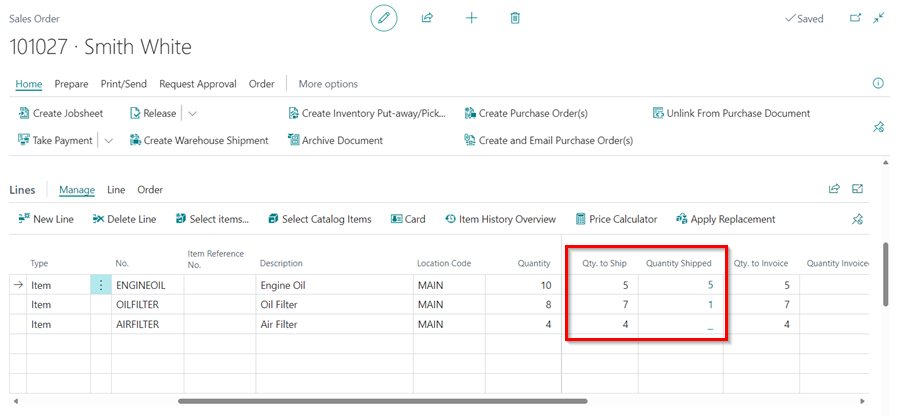 Sales Order
Saved
101027 · Smith White
Home Prepare Print/Send Request Approval Order More options
Create Jobsheet Release Create Inventory Put-away/Pick... Create Purchase Order(s) Unlink From Purchase Document
Take Payment Create Warehouse Shipment Archive Document Create and Email Purchase Order(s)
Lines Manage Line Order
New Line Delete Line Select items... Select Catalog Items Card Item History Overview Price Calculator Apply Replacement
Type No. Item Reference No. Description Location Code Quantity Qty. to Ship Quantity Shipped Qty. to Invoice Quantity Invoiced
Item ENGINEOIL Engine Oil MAIN 10 5 5 5
Item OILFILTER Oil Filter MAIN 8 7 1 7
Item AIRFILTER Air Filter MAIN 4 4 _ 4